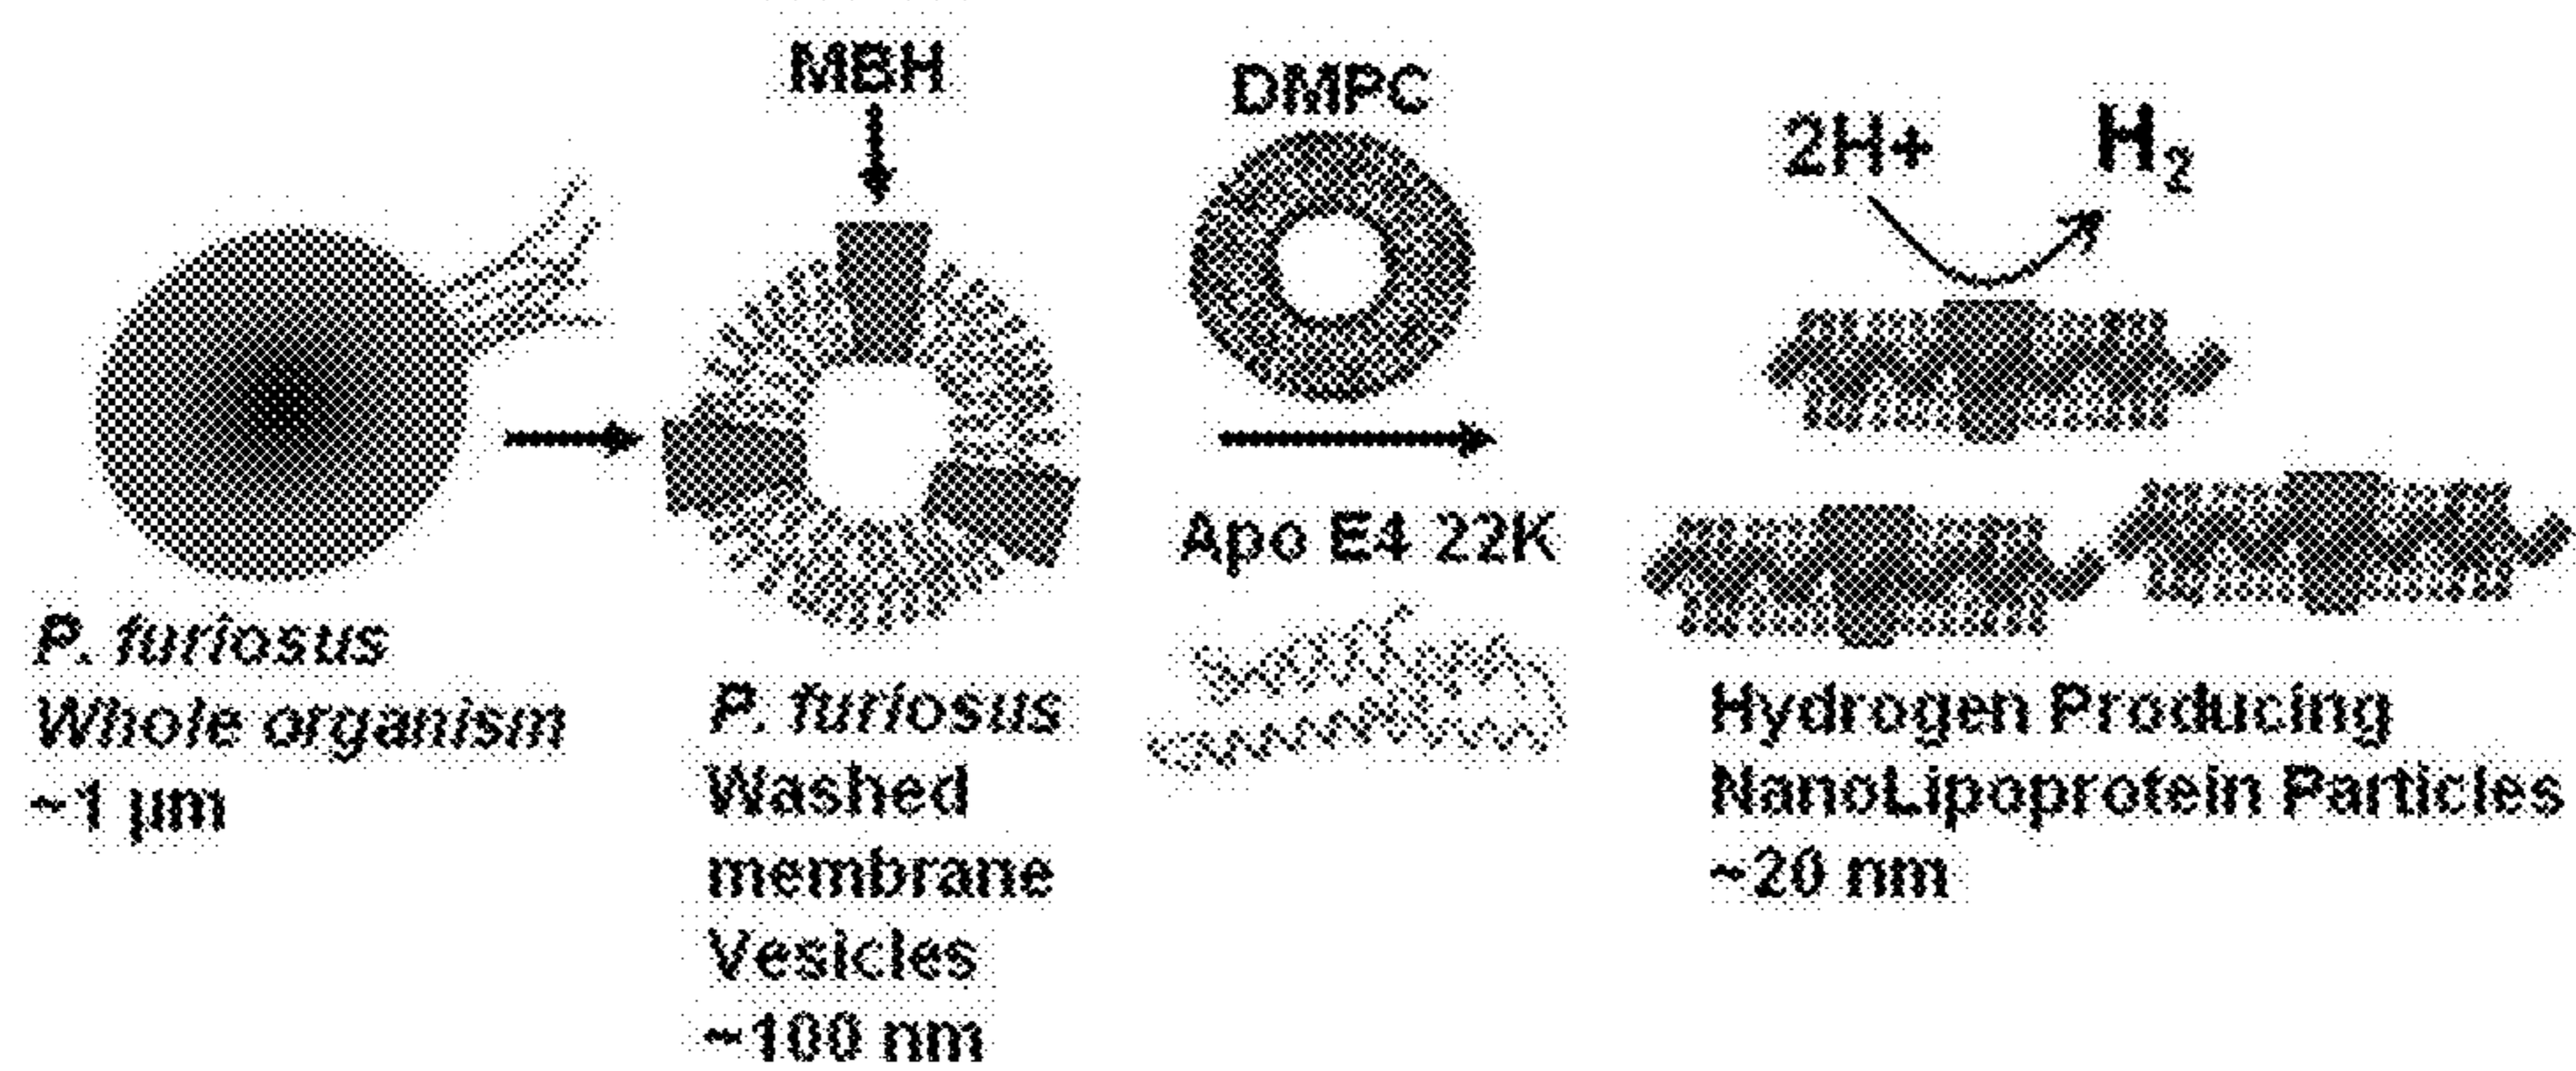 MBH
DMPC
2H+
H₂
P. furiosus
Whole organism
~1 µm
P. furiosus
Washed
membrane
Vesicles
~100 nm
Apo E4 22K
Hydrogen Producing
NanoLipoprotein Particles
~20 nm